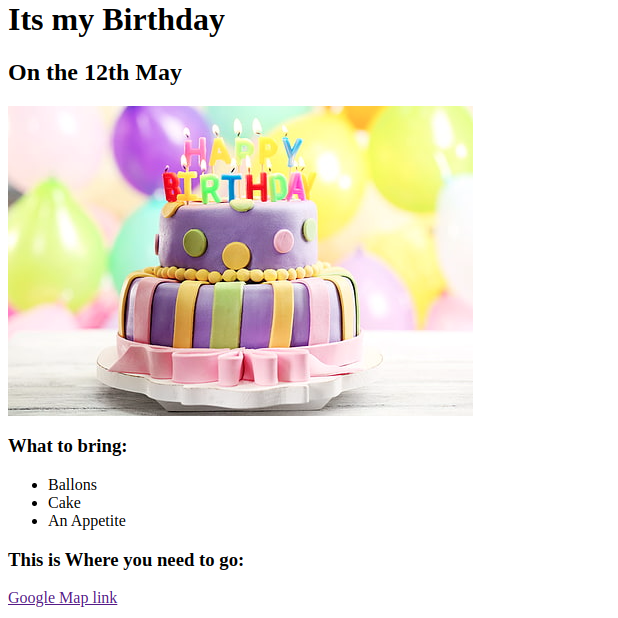 Its my Birthday
On the 12th May
HAPPY
BIRTHDAY
What to bring:
Ballons
Cake
An Appetite
This is Where you need to go:
Google Map link